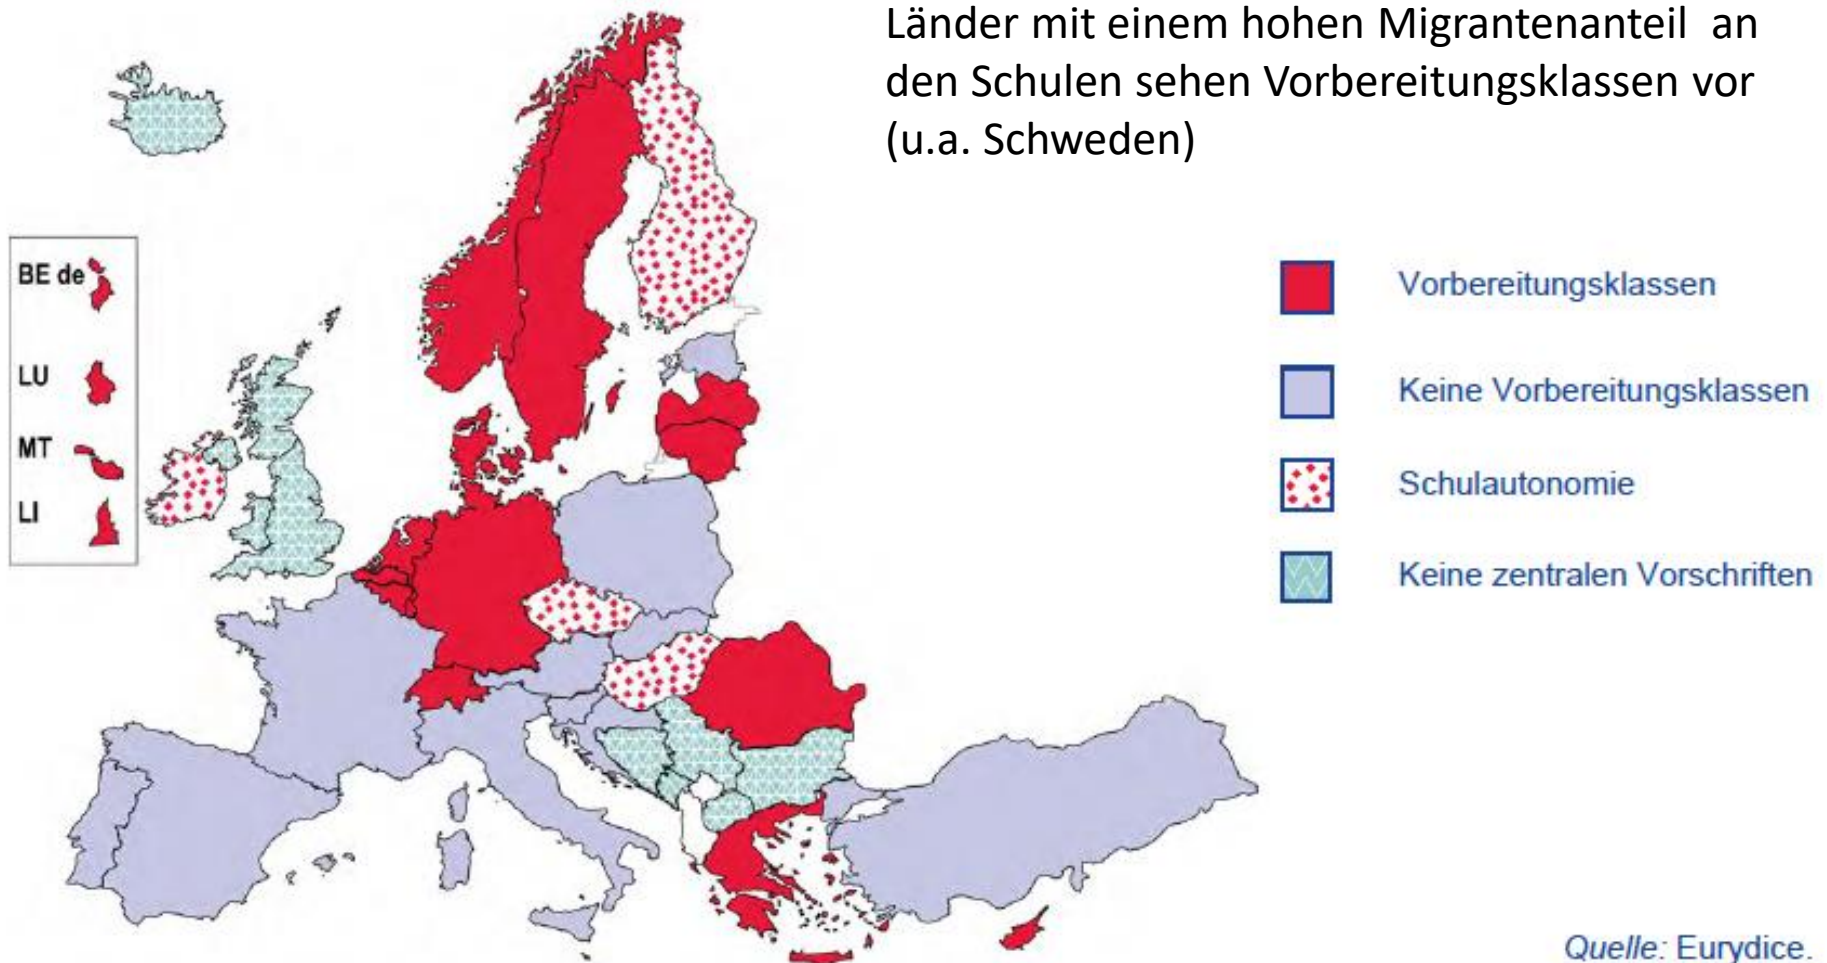 Länder mit einem hohen Migrantenanteil an
den Schulen sehen Vorbereitungsklassen vor
(u.a. Schweden)
BE de
LU
MT
LI
Vorbereitungsklassen
Keine Vorbereitungsklassen
Schulautonomie
Keine zentralen Vorschriften
Quelle: Eurydice.